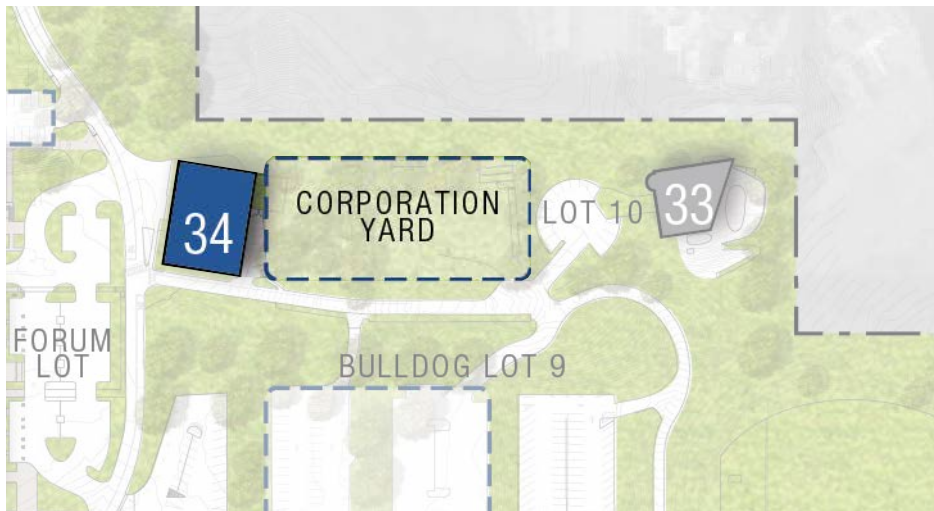 CORPORATION
YARD
34
LOT 10
33
FORUM
LOT
BULLDOG LOT 9